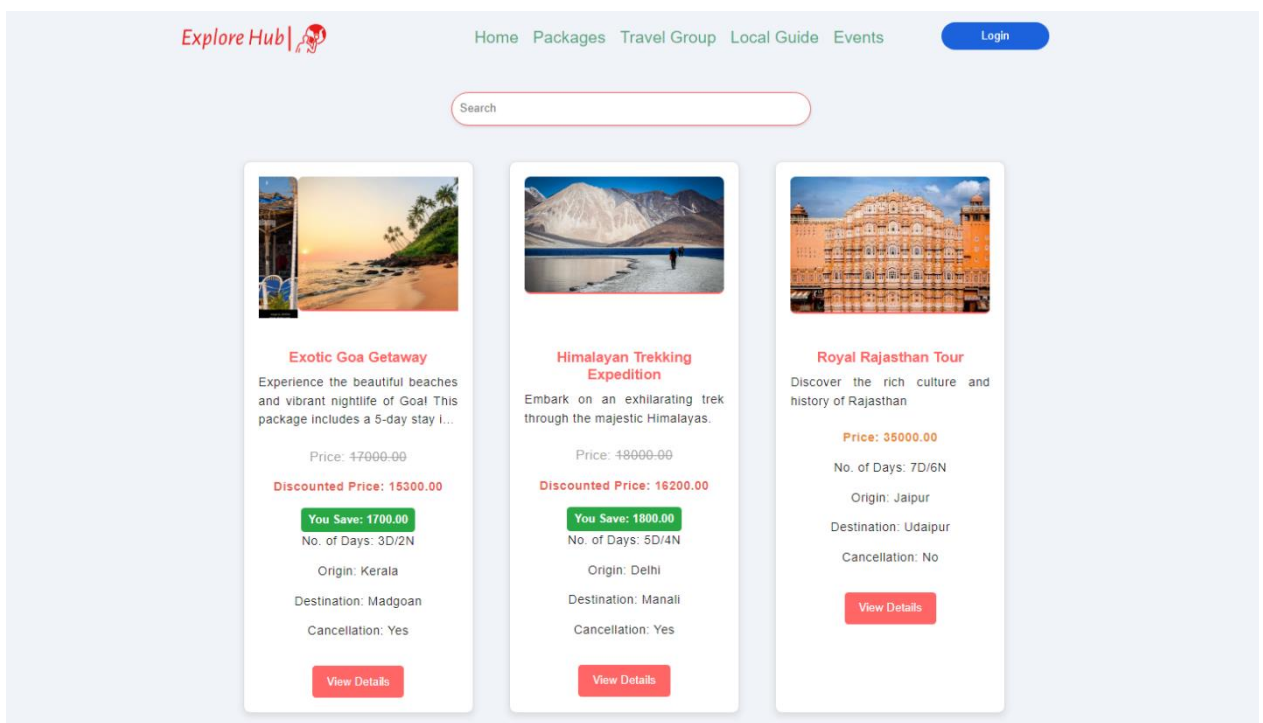 Explore Hub
Home Packages Travel Group Local Guide Events
Login
Search
Exotic Goa Getaway
Experience the beautiful beaches
and vibrant nightlife of Goa! This
package includes a 5-day stay i...
Price: 17000.00
Discounted Price: 15300.00
You Save: 1700.00
No. of Days: 3D/2N
Origin: Kerala
Destination: Madgoan
Cancellation: Yes
View Details
Himalayan Trekking
Expedition
Embark on an exhilarating trek
through the majestic Himalayas.
Price: 18000.00
Discounted Price: 16200.00
You Save: 1800.00
No. of Days: 5D/4N
Origin: Delhi
Destination: Manali
Cancellation: Yes
View Details
Royal Rajasthan Tour
Discover the rich culture and
history of Rajasthan
Price: 35000.00
No. of Days: 7D/6N
Origin: Jaipur
Destination: Udaipur
Cancellation: No
View Details